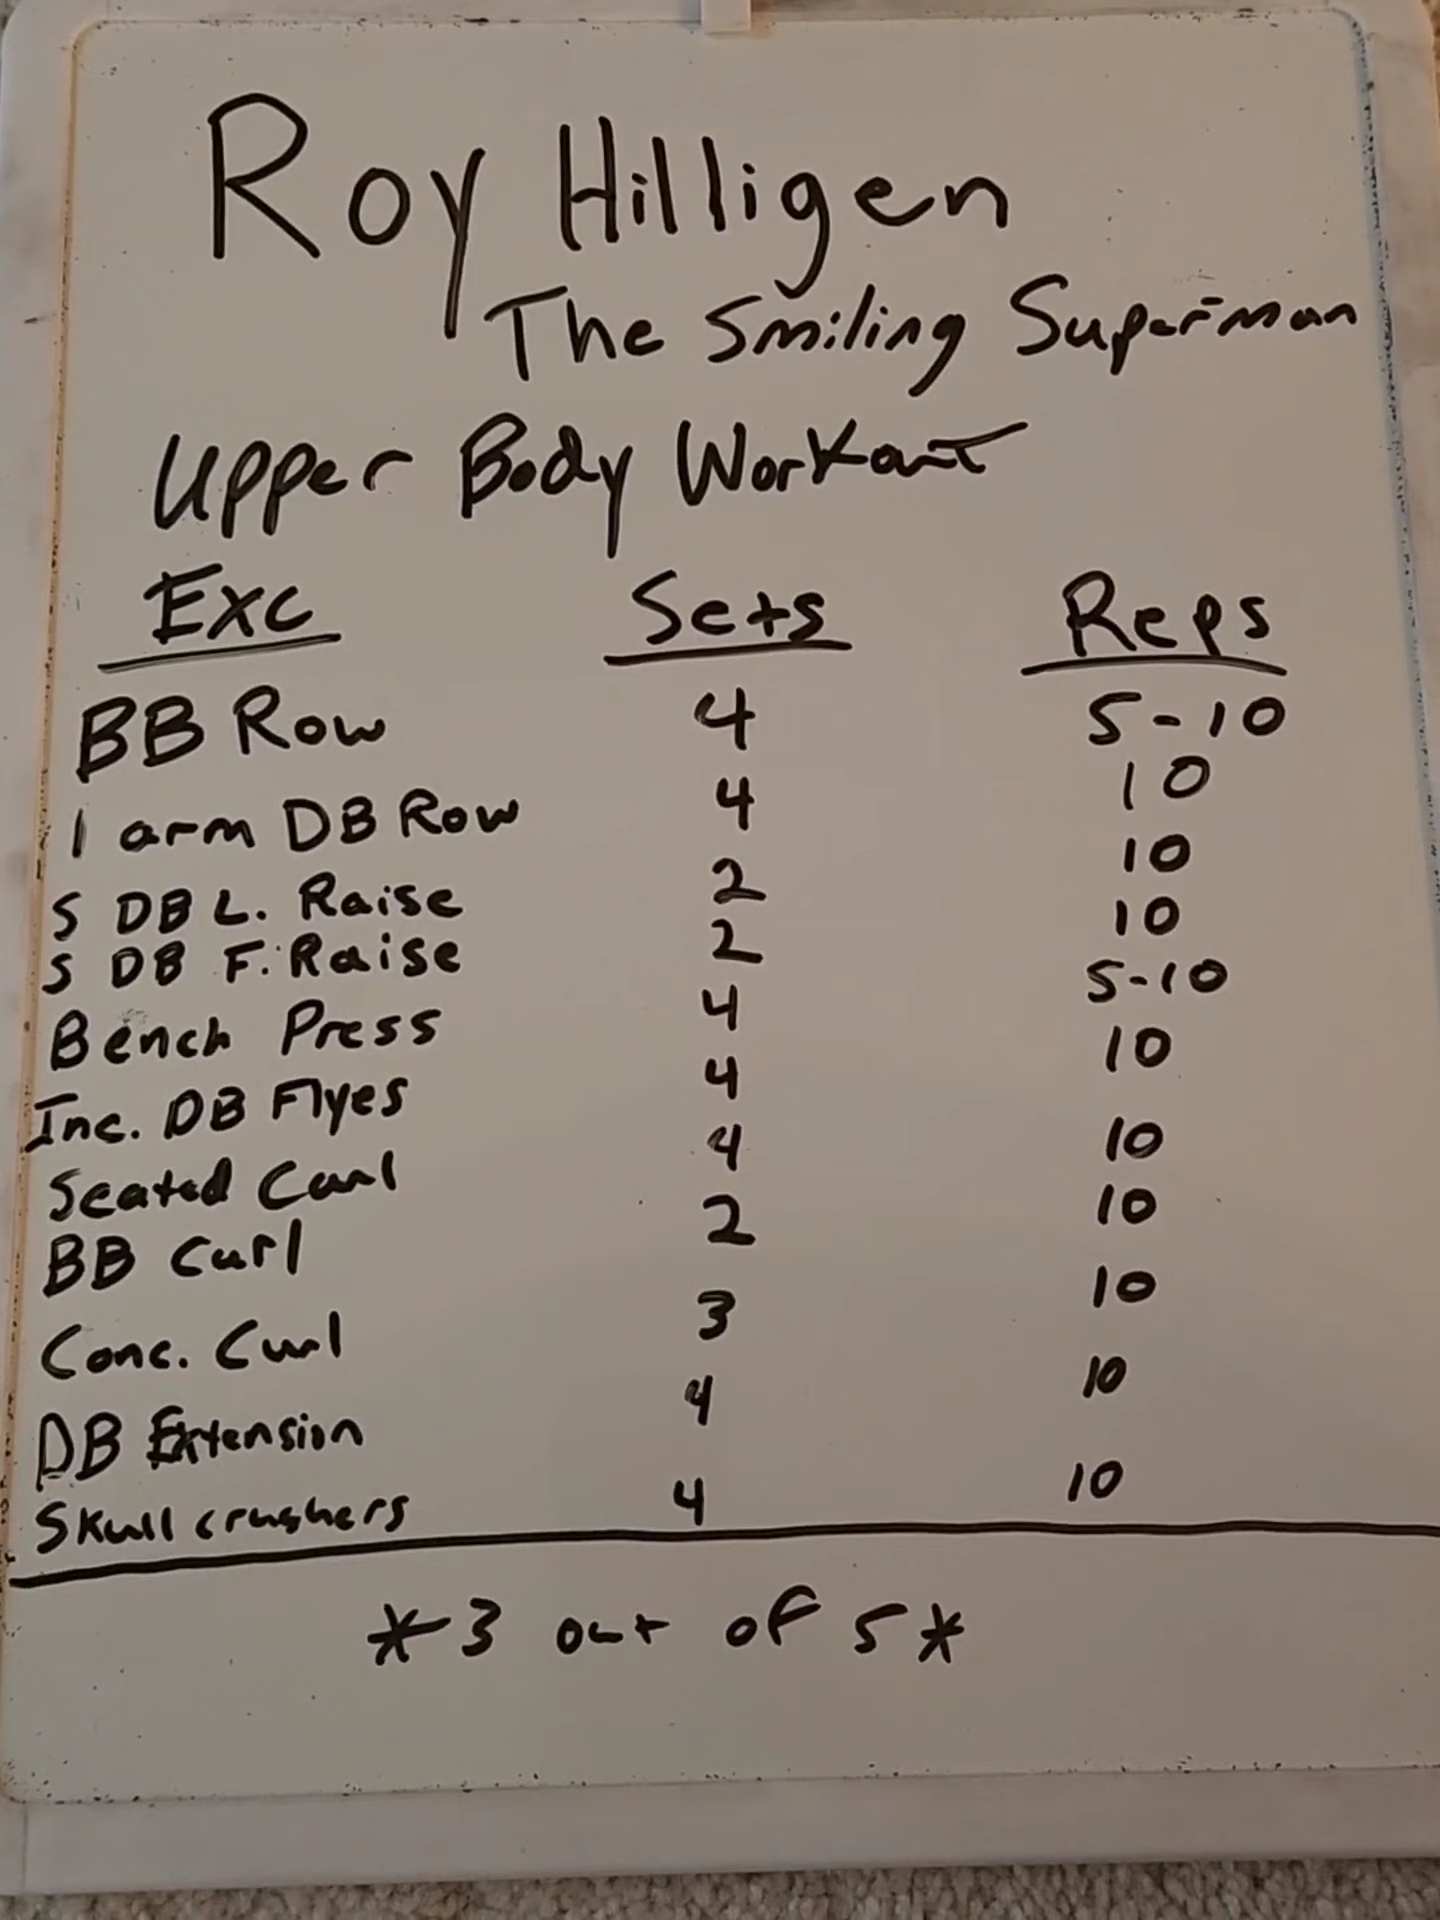 Roy Hilligen
The Smiling Superman
Upper Body Workout
Exc Sets Reps
BB Row 4 5-10
1 arm DB Row 4 10
S DB L. Raise 2 10
S DB F. Raise 2 10
Bench Press 4 5-10
Inc. DB Flyes 4 10
Seated Curl 4 10
BB Curl 2 10
Conc. Curl 3 10
DB Extension 4 10
Skull crushers 4 10
*3 out of 5*